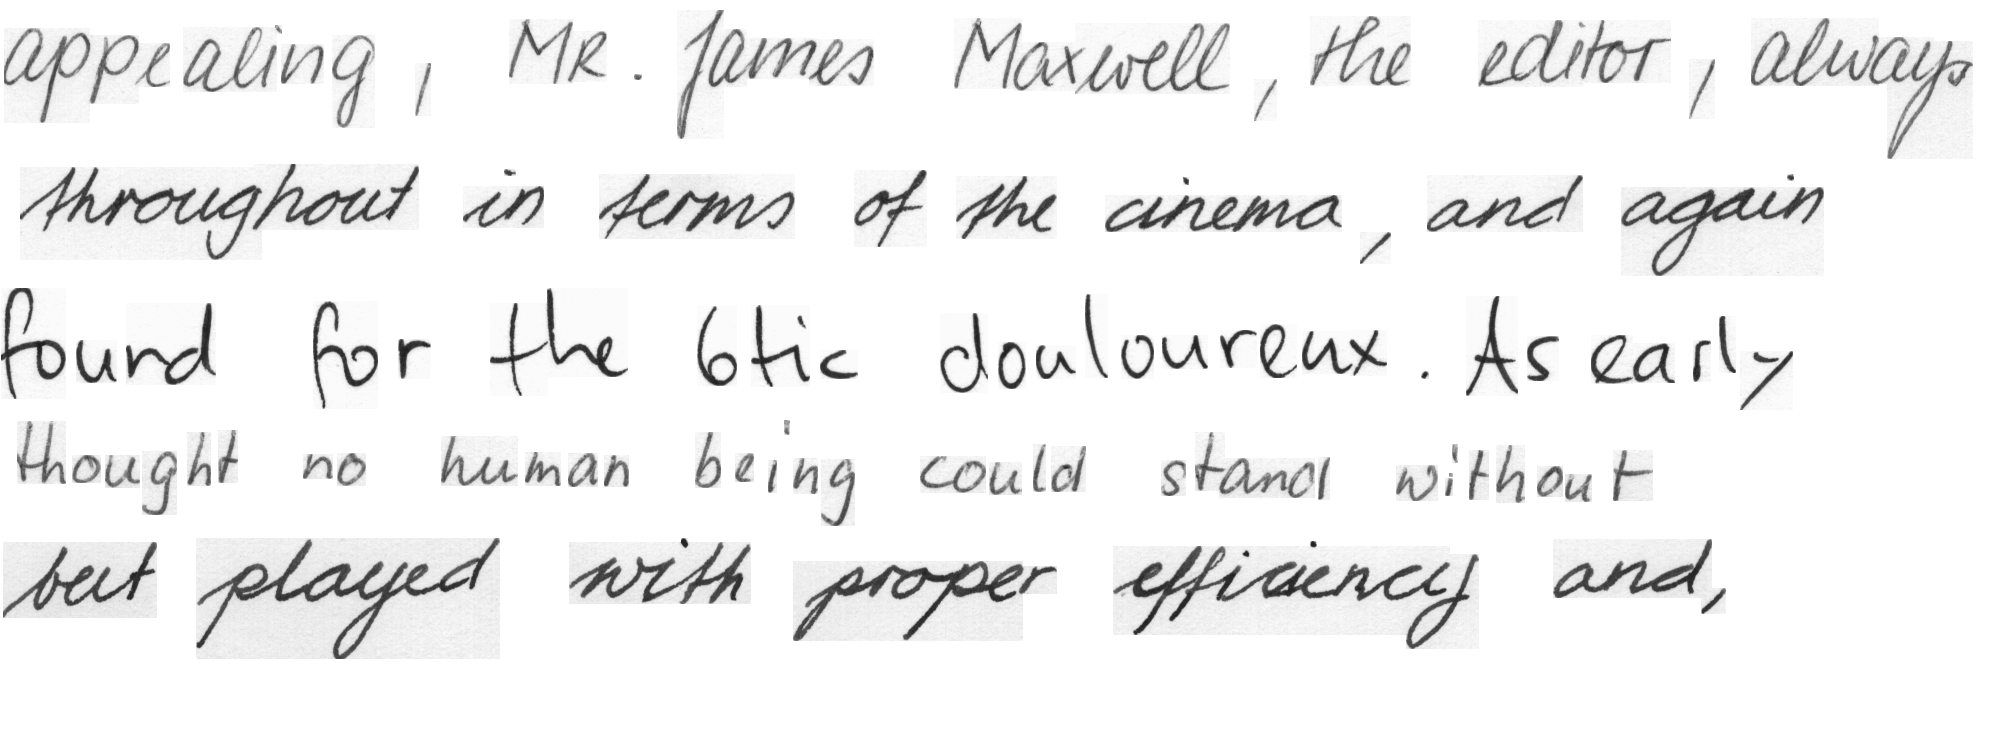 appealing, MR. James Maxwell, the editor, always
throughout in terms of the cinema, and again
found for the 6tic douloureux. As early
thought no human being could stand without
but played with proper efficiency and,